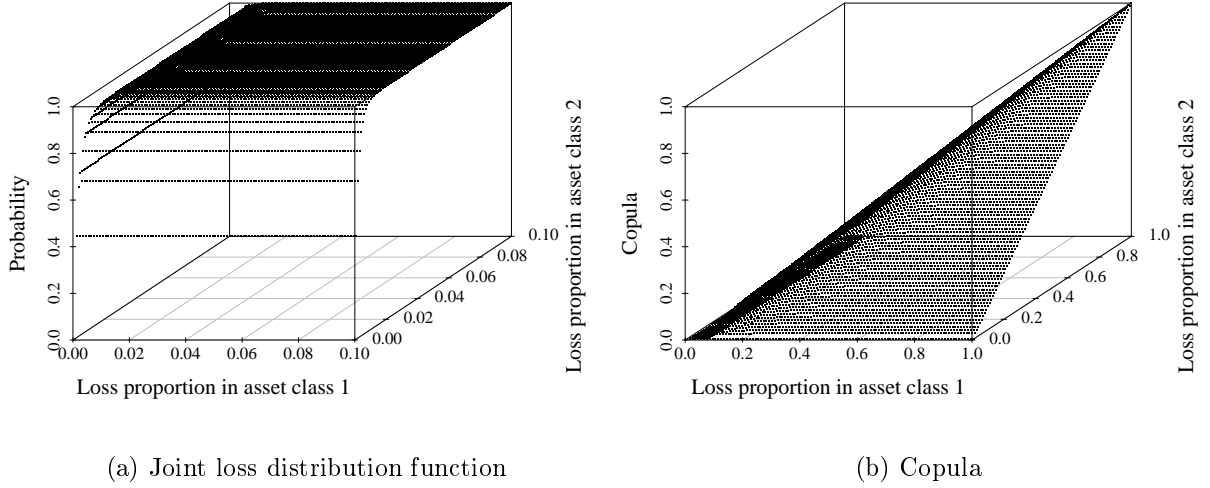 Probability
1.0
0.8
0.6
0.4
0.2
0.0
0.00 0.02 0.04 0.06 0.08 0.10
Loss proportion in asset class 1
0.00
0.02
0.04
0.06
0.08
0.10
Loss proportion in asset class 2
(a) Joint loss distribution function
Copula
1.0
0.8
0.6
0.4
0.2
0.0
0.0 0.2 0.4 0.6 0.8 1.0
Loss proportion in asset class 1
0.0
0.2
0.4
0.6
0.8
1.0
Loss proportion in asset class 2
(b) Copula